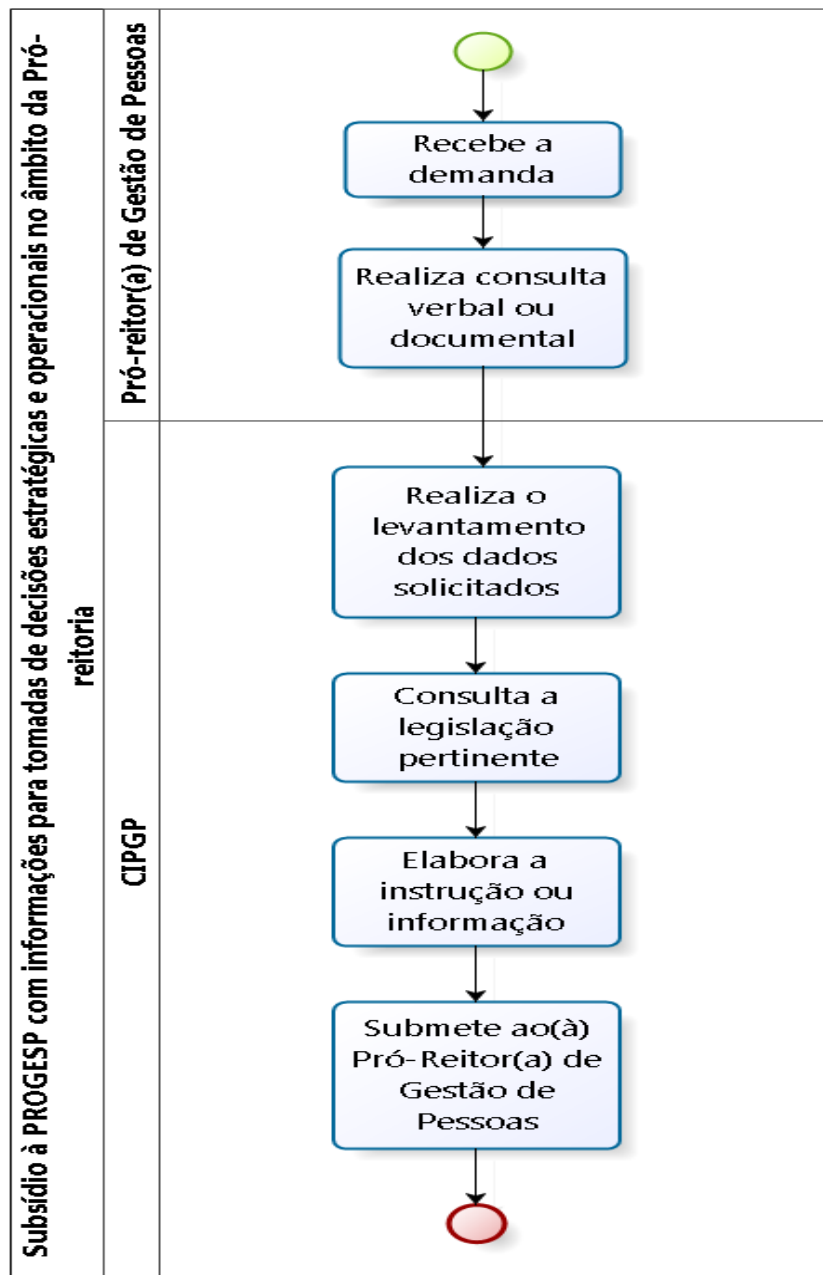 Subsídio à PROGESP com informações para tomadas de decisões estratégicas e operacionais no âmbito da Pró-
reitoria
Pró-reitor(a) de Gestão de Pessoas
Recebe a
demanda
Realiza consulta
verbal ou
documental
CIPGP
Realiza o
levantamento
dos dados
solicitados
Consulta a
legislação
pertinente
Elabora a
instrução ou
informação
Submete ao(à)
Pró-Reitor(a) de
Gestão de
Pessoas